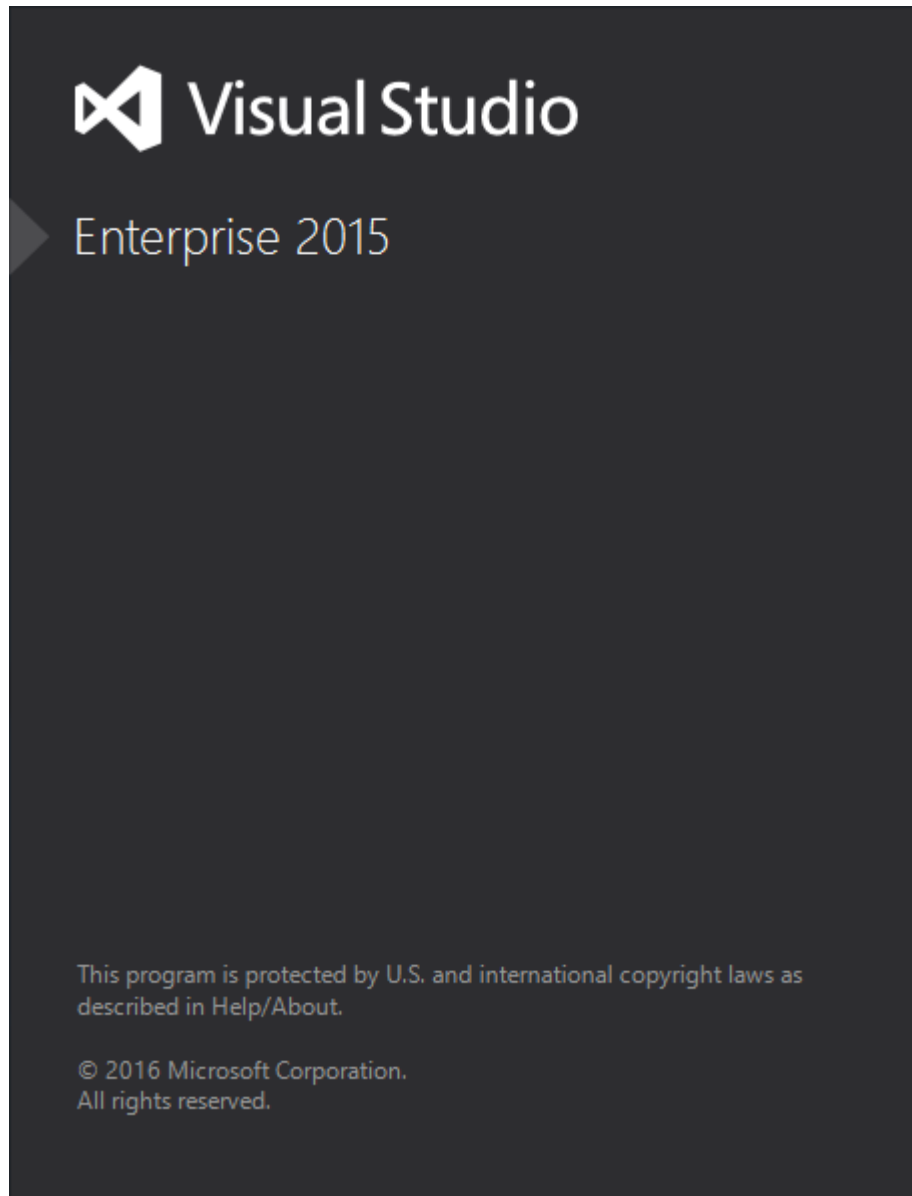 Visual Studio
Enterprise 2015
This program is protected by U.S. and international copyright laws as
described in Help/About.
© 2016 Microsoft Corporation.
All rights reserved.